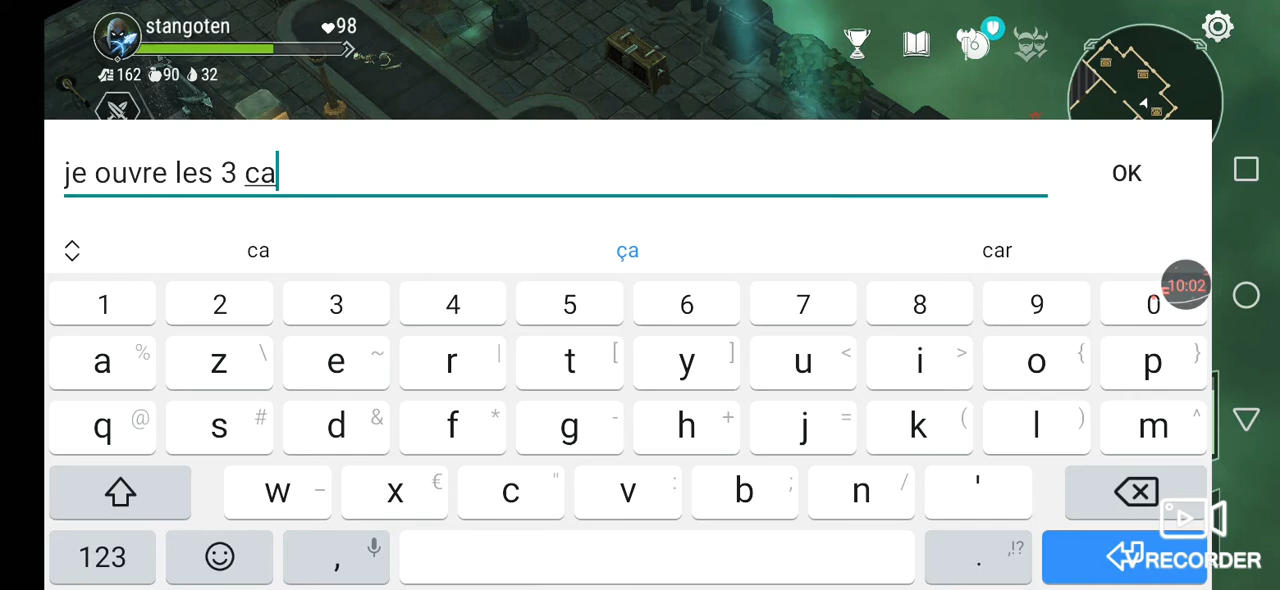 stangoten
98
162 90 32
16
je ouvre les 3 ca
OK
ca ça car
10:02
1 2 3 4 5 6 7 8 9 0
a % z \ e ~ r | t [ y ] u < i > o { p }
q @ s # d & f * g - h + j = k ( l ) m ^
w _ x € c " v : b ; n / '
123 , . ,!?
V RECORDER